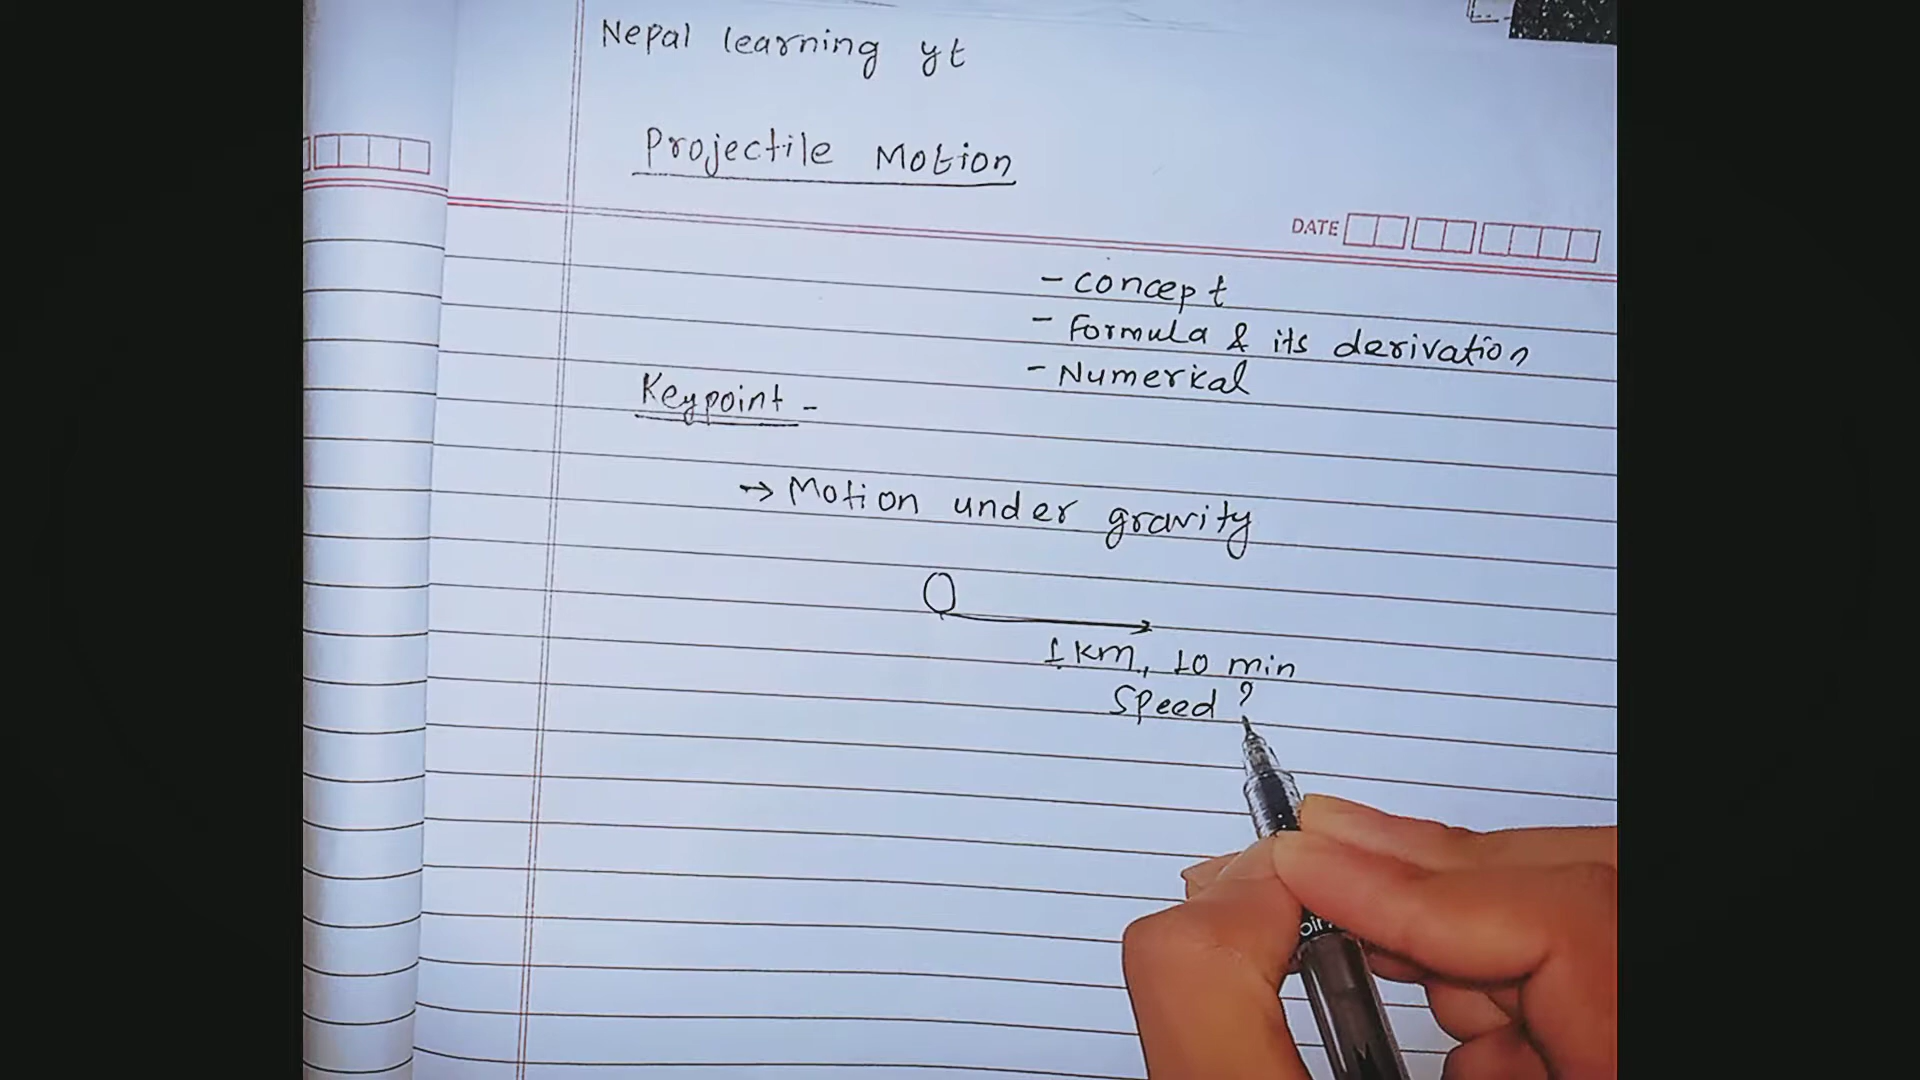 Nepal learning yt
Projectile Motion
DATE
- concept
- Formula & its derivation
- Numerical
Keypoint -
→ Motion under gravity
1 km, 10 min
Speed ?